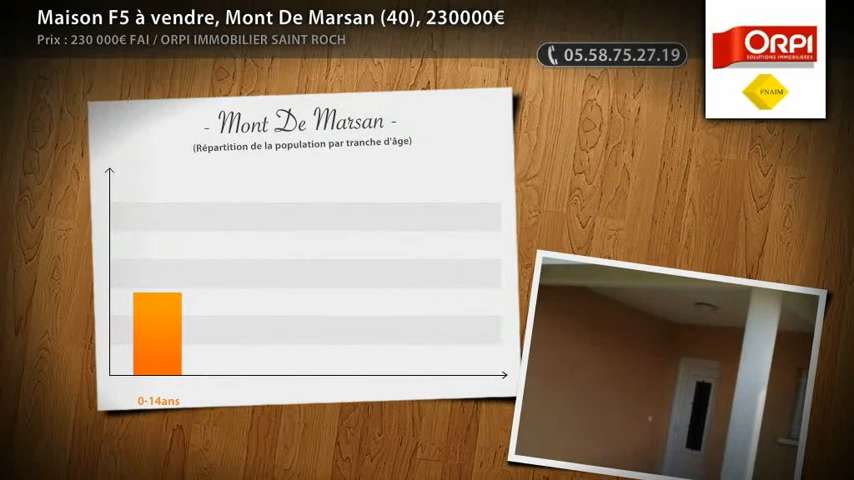 Maison F5 à vendre, Mont De Marsan (40), 230000€
Prix : 230 000€ FAI / ORPI IMMOBILIER SAINT ROCH
05.58.75.27.19
ORPI
SOLUTIONS IMMOBILIÈRES
FNAIM
- Mont De Marsan -
(Répartition de la population par tranche d'âge)
0-14ans